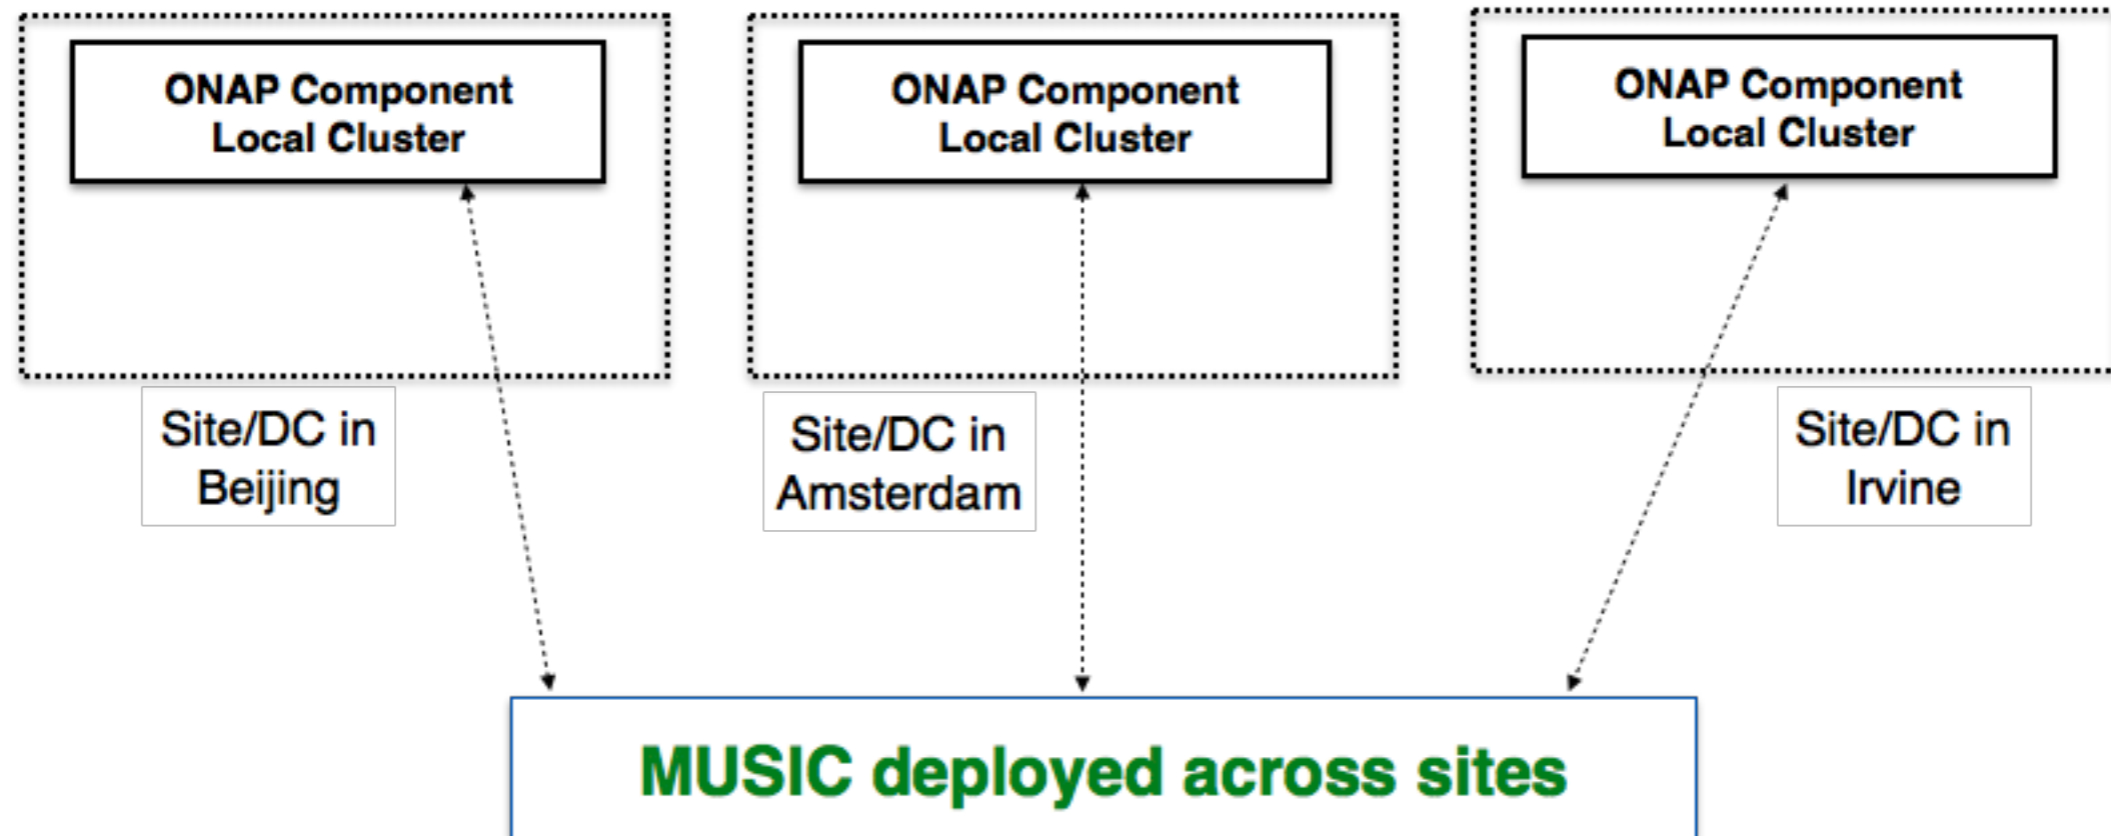 ONAP Component
Local Cluster
ONAP Component
Local Cluster
ONAP Component
Local Cluster
Site/DC in
Beijing
Site/DC in
Amsterdam
Site/DC in
Irvine
MUSIC deployed across sites